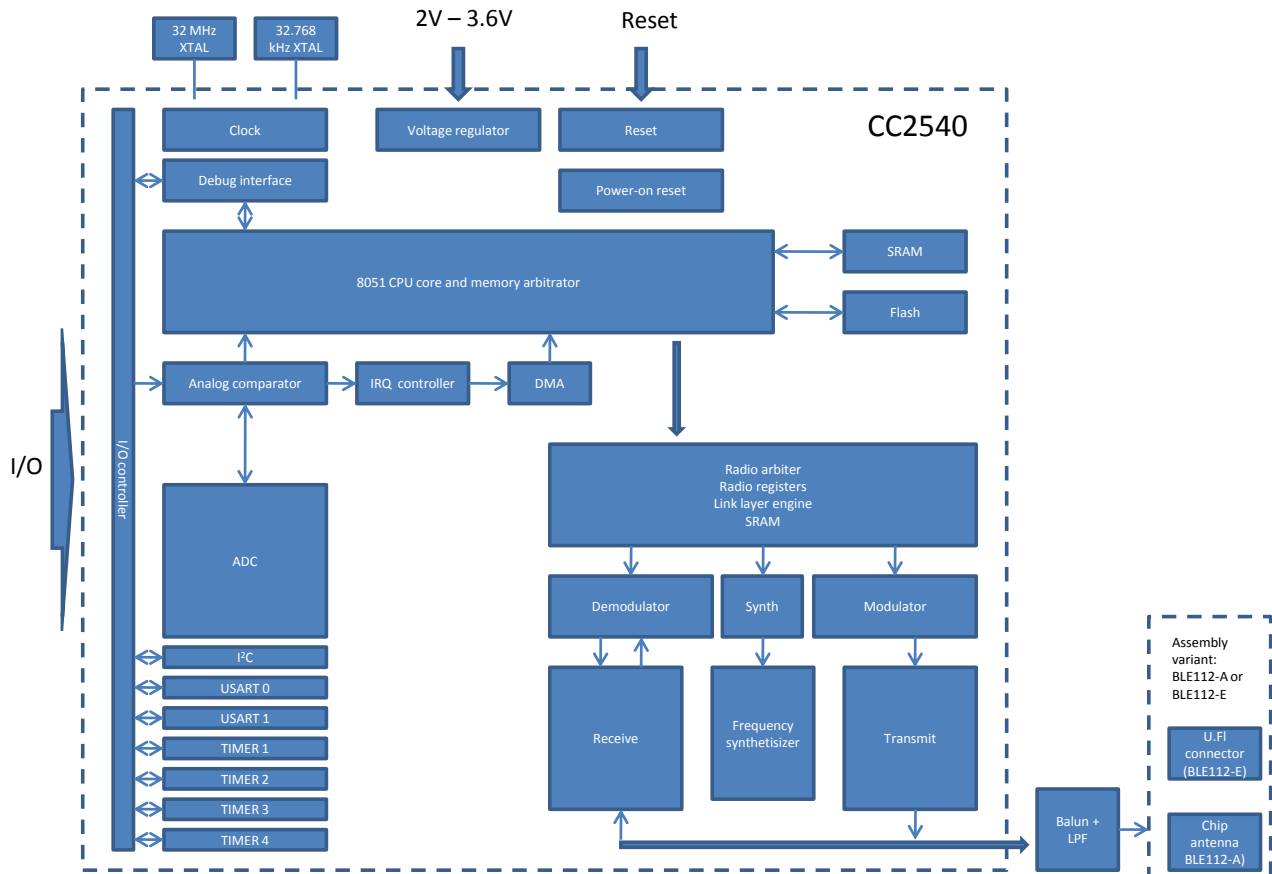 32 MHz
XTAL
32.768
kHz XTAL
2V – 3.6V
Reset
CC2540
Clock
Voltage regulator
Reset
Debug interface
Power-on reset
8051 CPU core and memory arbitrator
SRAM
Flash
Analog comparator
IRQ controller
DMA
I/O
I/O controller
Radio arbiter
Radio registers
Link layer engine
SRAM
ADC
Demodulator
Synth
Modulator
I²C
USART 0
USART 1
TIMER 1
TIMER 2
TIMER 3
TIMER 4
Receive
Frequency
synthetisizer
Transmit
Balun +
LPF
Assembly
variant:
BLE112-A or
BLE112-E
U.Fl
connector
(BLE112-E)
Chip
antenna
BLE112-A)